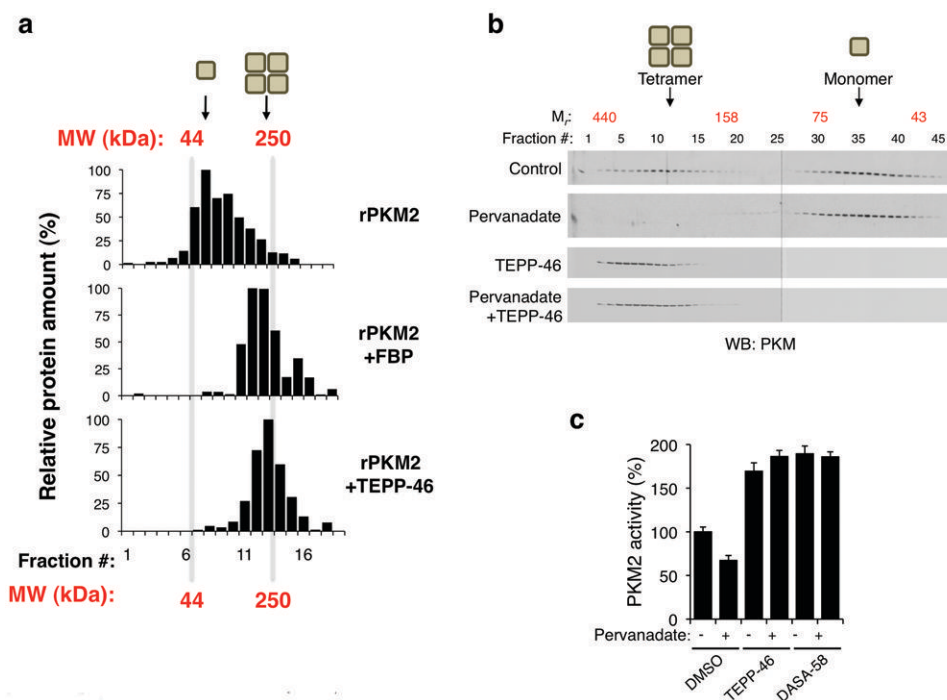 a
MW (kDa): 44 250
Relative protein amount (%)
100
75
50
25
0
rPKM2
100
75
50
25
0
rPKM2
+FBP
100
75
50
25
0
rPKM2
+TEPP-46
Fraction #: 1 6 11 16
MW (kDa): 44 250
b
Tetramer Monomer
Mr: 440 158 75 43
Fraction #: 1 5 10 15 20 25 30 35 40 45
Control
Pervanadate
TEPP-46
Pervanadate
+TEPP-46
WB: PKM
c
PKM2 activity (%)
200
150
100
50
0
Pervanadate: - + - + - +
DMSO TEPP-46 DASA-58